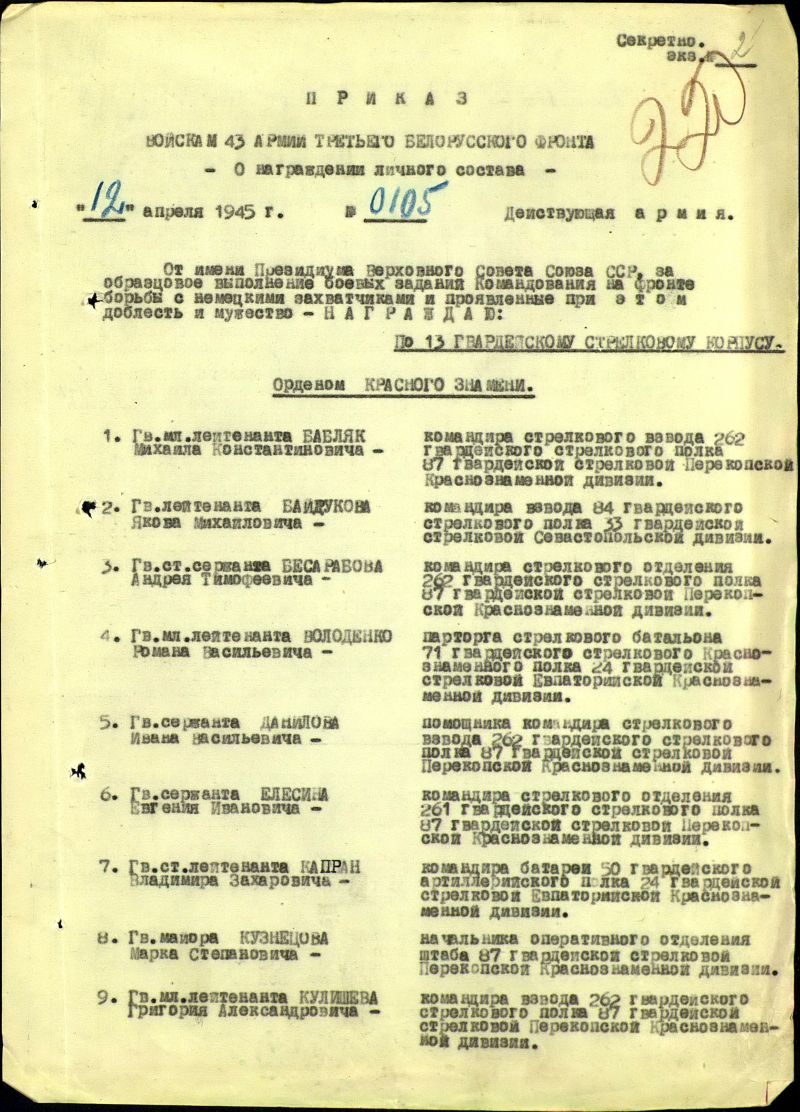 Секретно.
экз.№ 2
220
П Р И К А З
ВОЙСКАМ 43 АРМИИ ТРЕТЬЕГО БЕЛОРУССКОГО ФРОНТА
- О награждении личного состава -
"12" апреля 1945 г. № 0105 Действующая а р м и я.
От имени Президиума Верховного Совета Союза ССР, за
образцовое выполнение боевых заданий Командования на фронте
борьбы с немецкими захватчиками и проявленные при э т о м
доблесть и мужество - Н А Г Р А Ж Д А Ю:
По 13 ГВАРДЕЙСКОМУ СТРЕЛКОВОМУ КОРПУСУ.
Орденом КРАСНОГО ЗНАМЕНИ.
1. Гв.мл.лейтенанта БАБЛЯК командира стрелкового взвода 262
Михаила Константиновича - гвардейского стрелкового полка
87 гвардейской стрелковой Перекопской
Краснознаменной дивизии.
2. Гв.лейтенанта БАЙДУКОВА командира взвода 84 гвардейского
Якова Михайловича - стрелкового полка 33 гвардейской
стрелковой Севастопольской дивизии.
3. Гв.ст.сержанта БЕСАРАБОВА командира стрелкового отделения
Андрея Тимофеевича - 262 гвардейского стрелкового полка
87 гвардейской стрелковой Перекоп-
ской Краснознаменной дивизии.
4. Гв.мл.лейтенанта ВОЛОДЕНКО парторга стрелкового батальона
Романа Васильевича - 71 гвардейского стрелкового Красно-
знаменного полка 24 гвардейской
стрелковой Евпаторийской Краснозна-
менной дивизии.
5. Гв.сержанта ДАНИЛОВА помощника командира стрелкового
Ивана Васильевича - взвода 262 гвардейского стрелкового
полка 87 гвардейской стрелковой
Перекопской Краснознаменной дивизии.
6. Гв.сержанта ЕЛЕСИНА командира стрелкового отделения
Евгения Ивановича - 261 гвардейского стрелкового полка
87 гвардейской стрелковой Перекоп-
ской Краснознаменной дивизии.
7. Гв.ст.лейтенанта КАПРАН командира батареи 50 гвардейского
Владимира Захаровича - артиллерийского полка 24 гвардейской
стрелковой Евпаторийской Краснозна-
менной дивизии.
8. Гв.майора КУЗНЕЦОВА начальника оперативного отделения
Марка Степановича - штаба 87 гвардейской стрелковой
Перекопской Краснознаменной дивизии.
9. Гв.мл.лейтенанта КУЛИШЕВА командира взвода 262 гвардейского
Григория Александровича - стрелкового полка 87 гвардейской
стрелковой Перекопской Краснознамен-
ной дивизии.